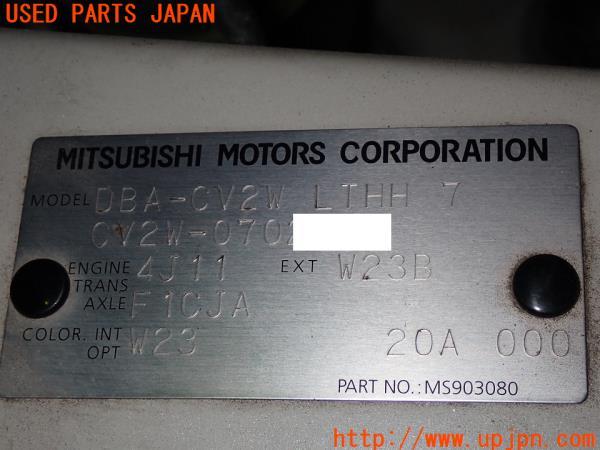 USED PARTS JAPAN
MITSUBISHI MOTORS CORPORATION
MODEL DBA-CV2W LTHH 7
CV2W-0702
ENGINE 4J11 EXT W23B
TRANS
AXLE F1CJA
COLOR. INT W23 20A 000
OPT
PART NO.: MS903080
http://www.upjpn.com/